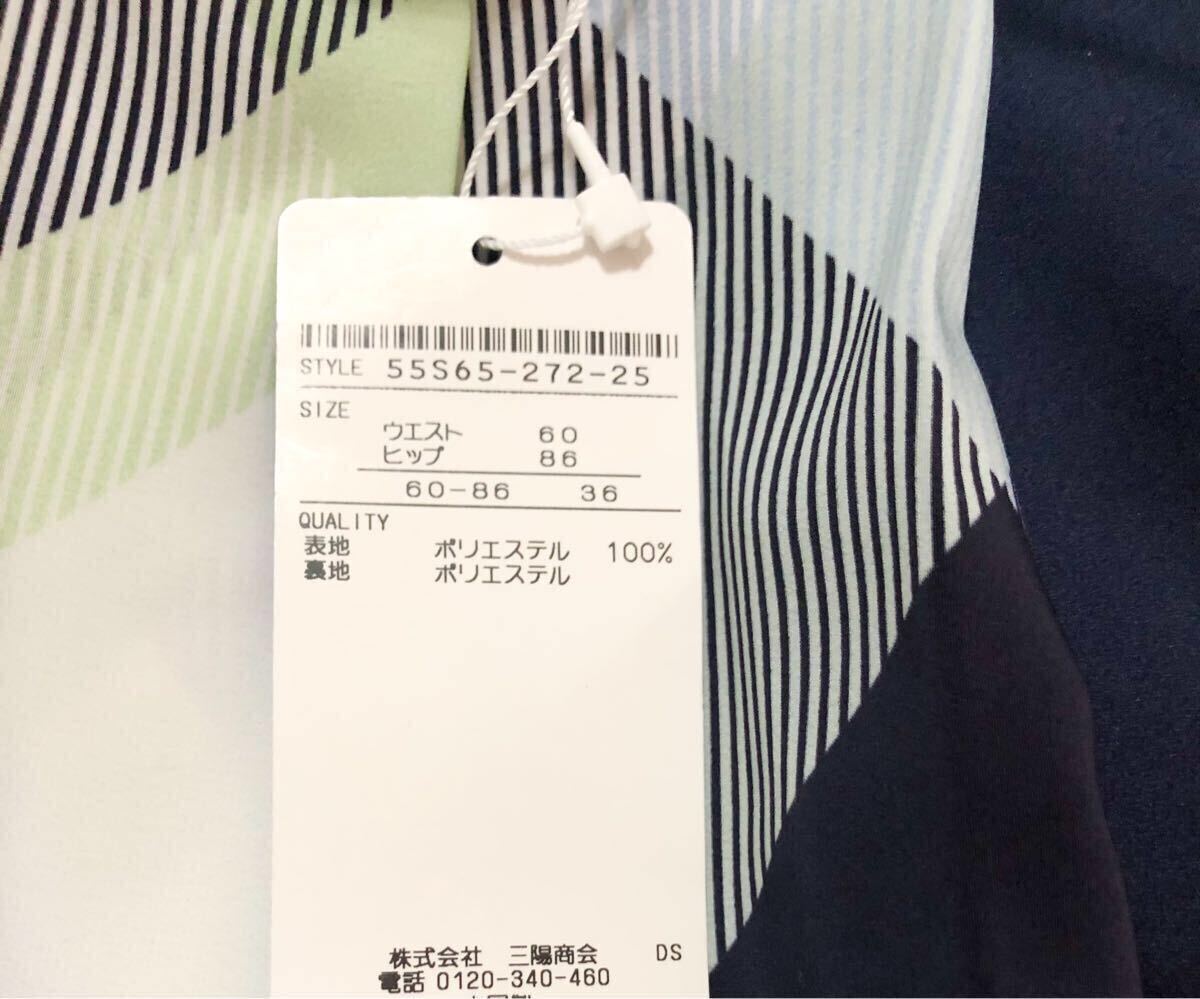 STYLE 55S65-272-25
SIZE
ウエスト 60
ヒップ 86
60-86 36
QUALITY
表地 ポリエステル 100%
裏地 ポリエステル
株式会社 三陽商会 DS
電話 0120-340-460